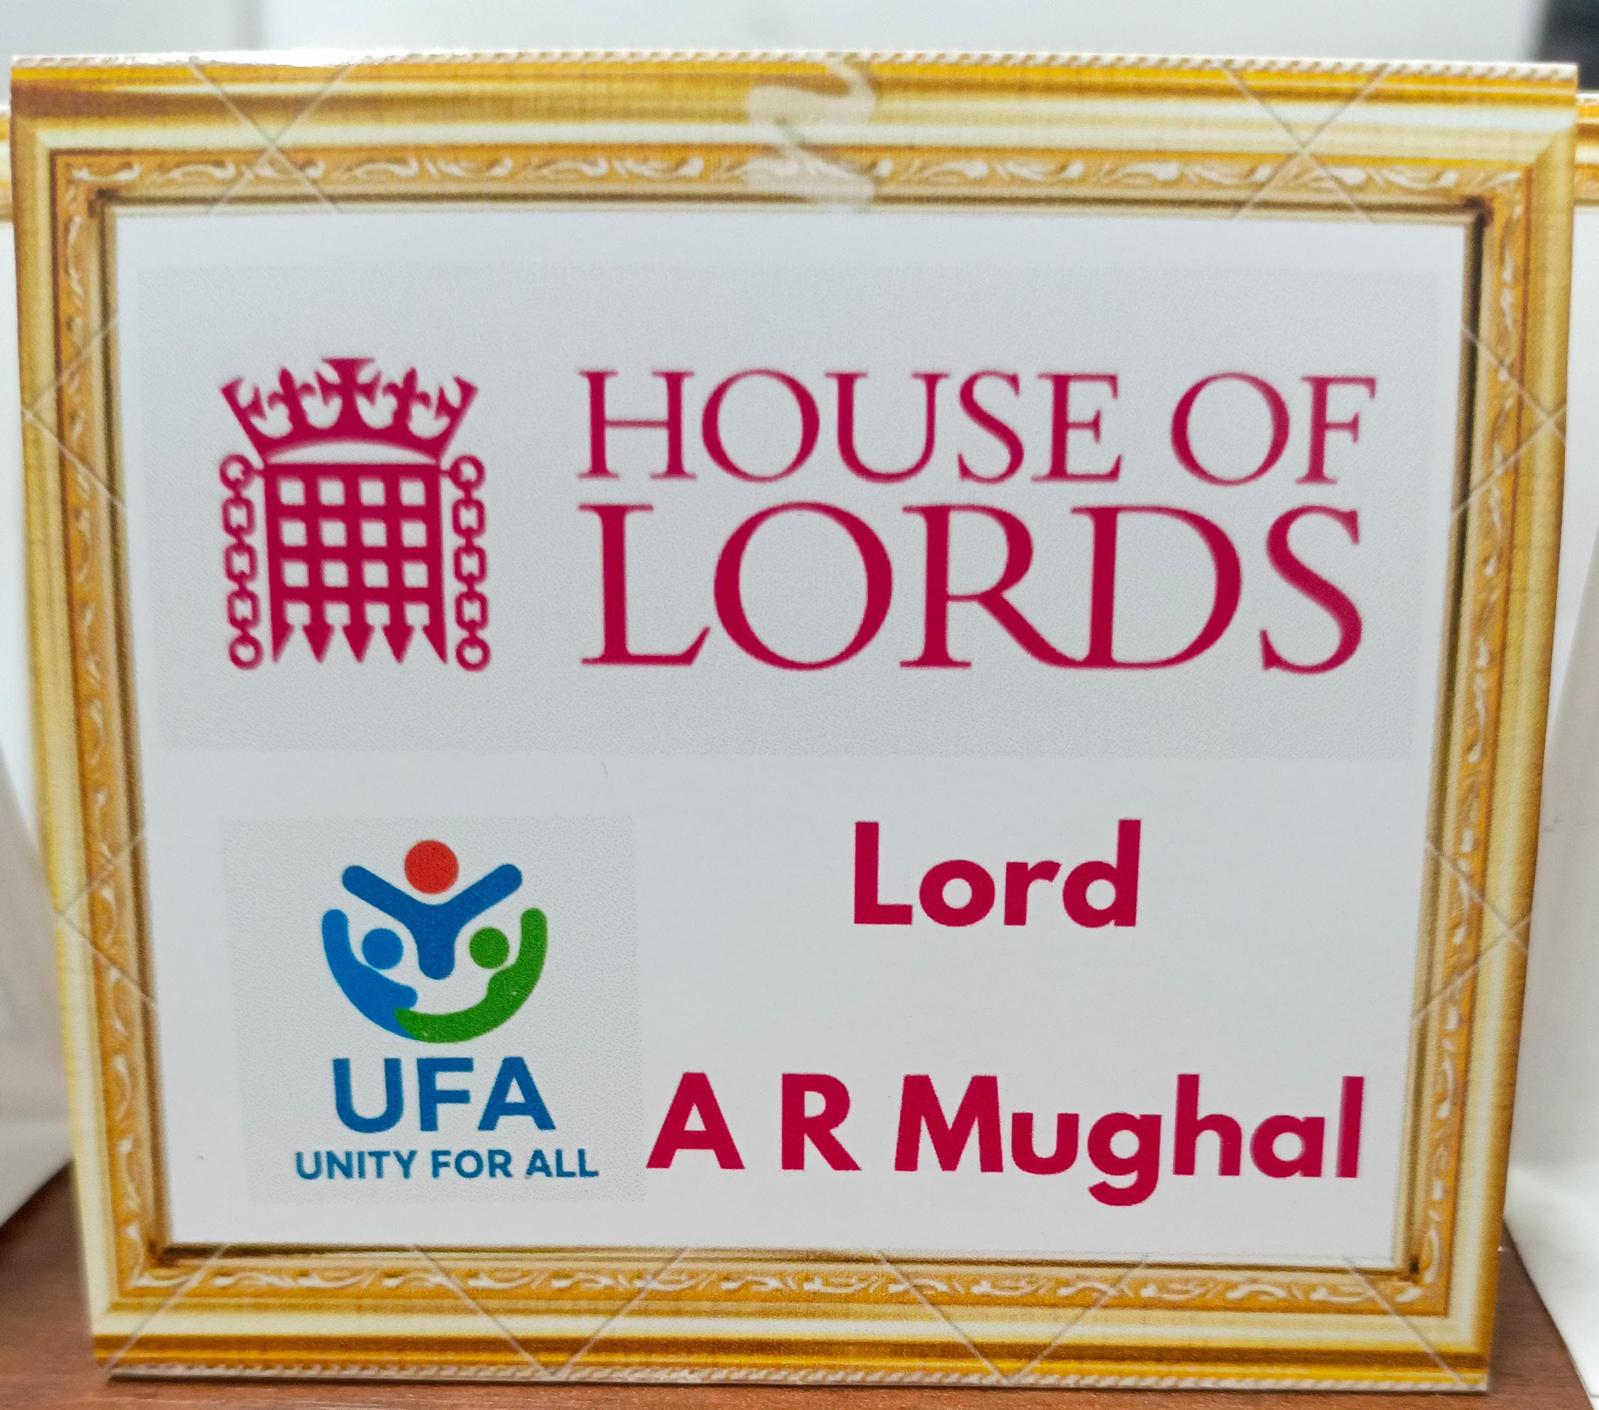 HOUSE OF
LORDS
Lord
A R Mughal
UFA
UNITY FOR ALL